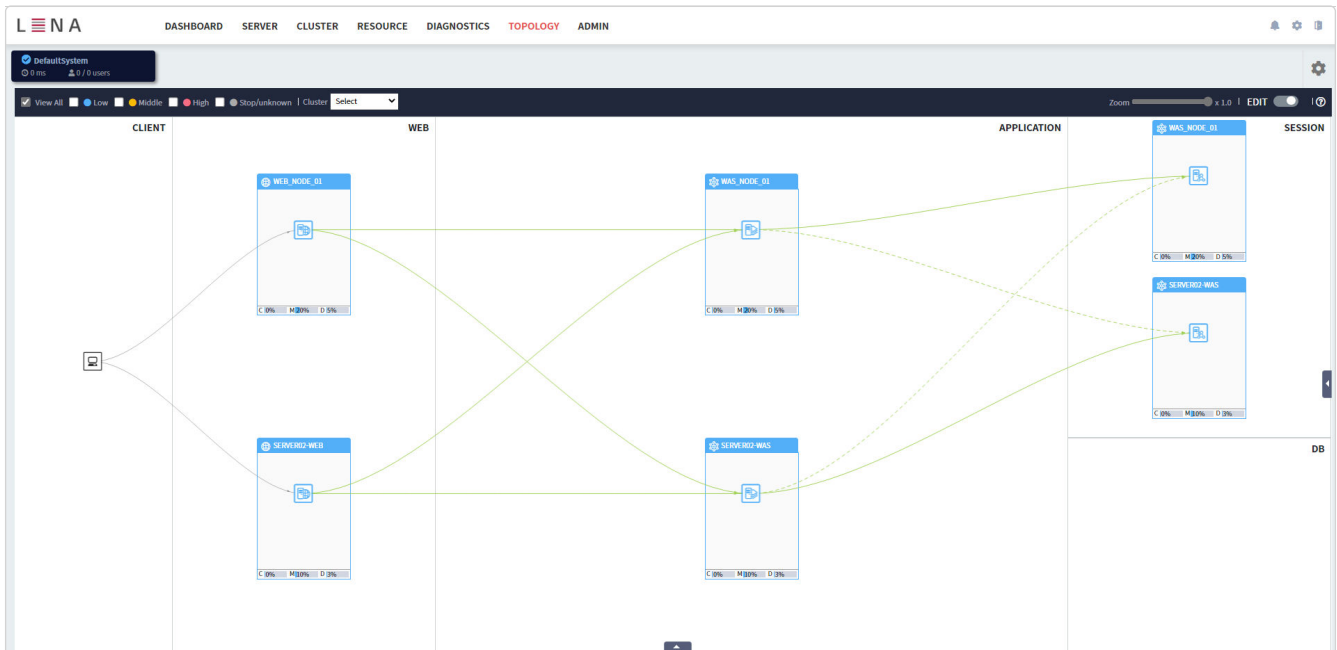 LENA DASHBOARD SERVER CLUSTER RESOURCE DIAGNOSTICS TOPOLOGY ADMIN
DefaultSystem
0 ms 0 / 0 users
View All Low Middle High Stop/unknown | Cluster Select Zoom x 1.0 | EDIT |
CLIENT WEB APPLICATION SESSION
WAS_NODE_01
WEB_NODE_01 WAS_NODE_01
C 0% M 20% D 5%
SERVER02-WAS
C 0% M 20% D 5% C 0% M 20% D 5%
C 0% M 10% D 3%
SERVER02-WEB SERVER02-WAS DB
C 0% M 10% D 3% C 0% M 10% D 3%